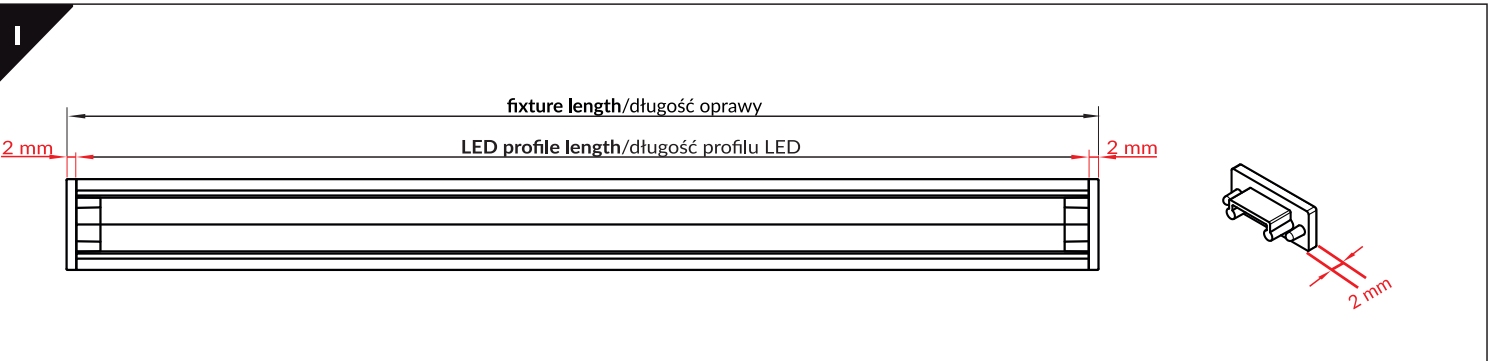 I
fixture length/długość oprawy
2 mm
LED profile length/długość profilu LED
2 mm
2 mm